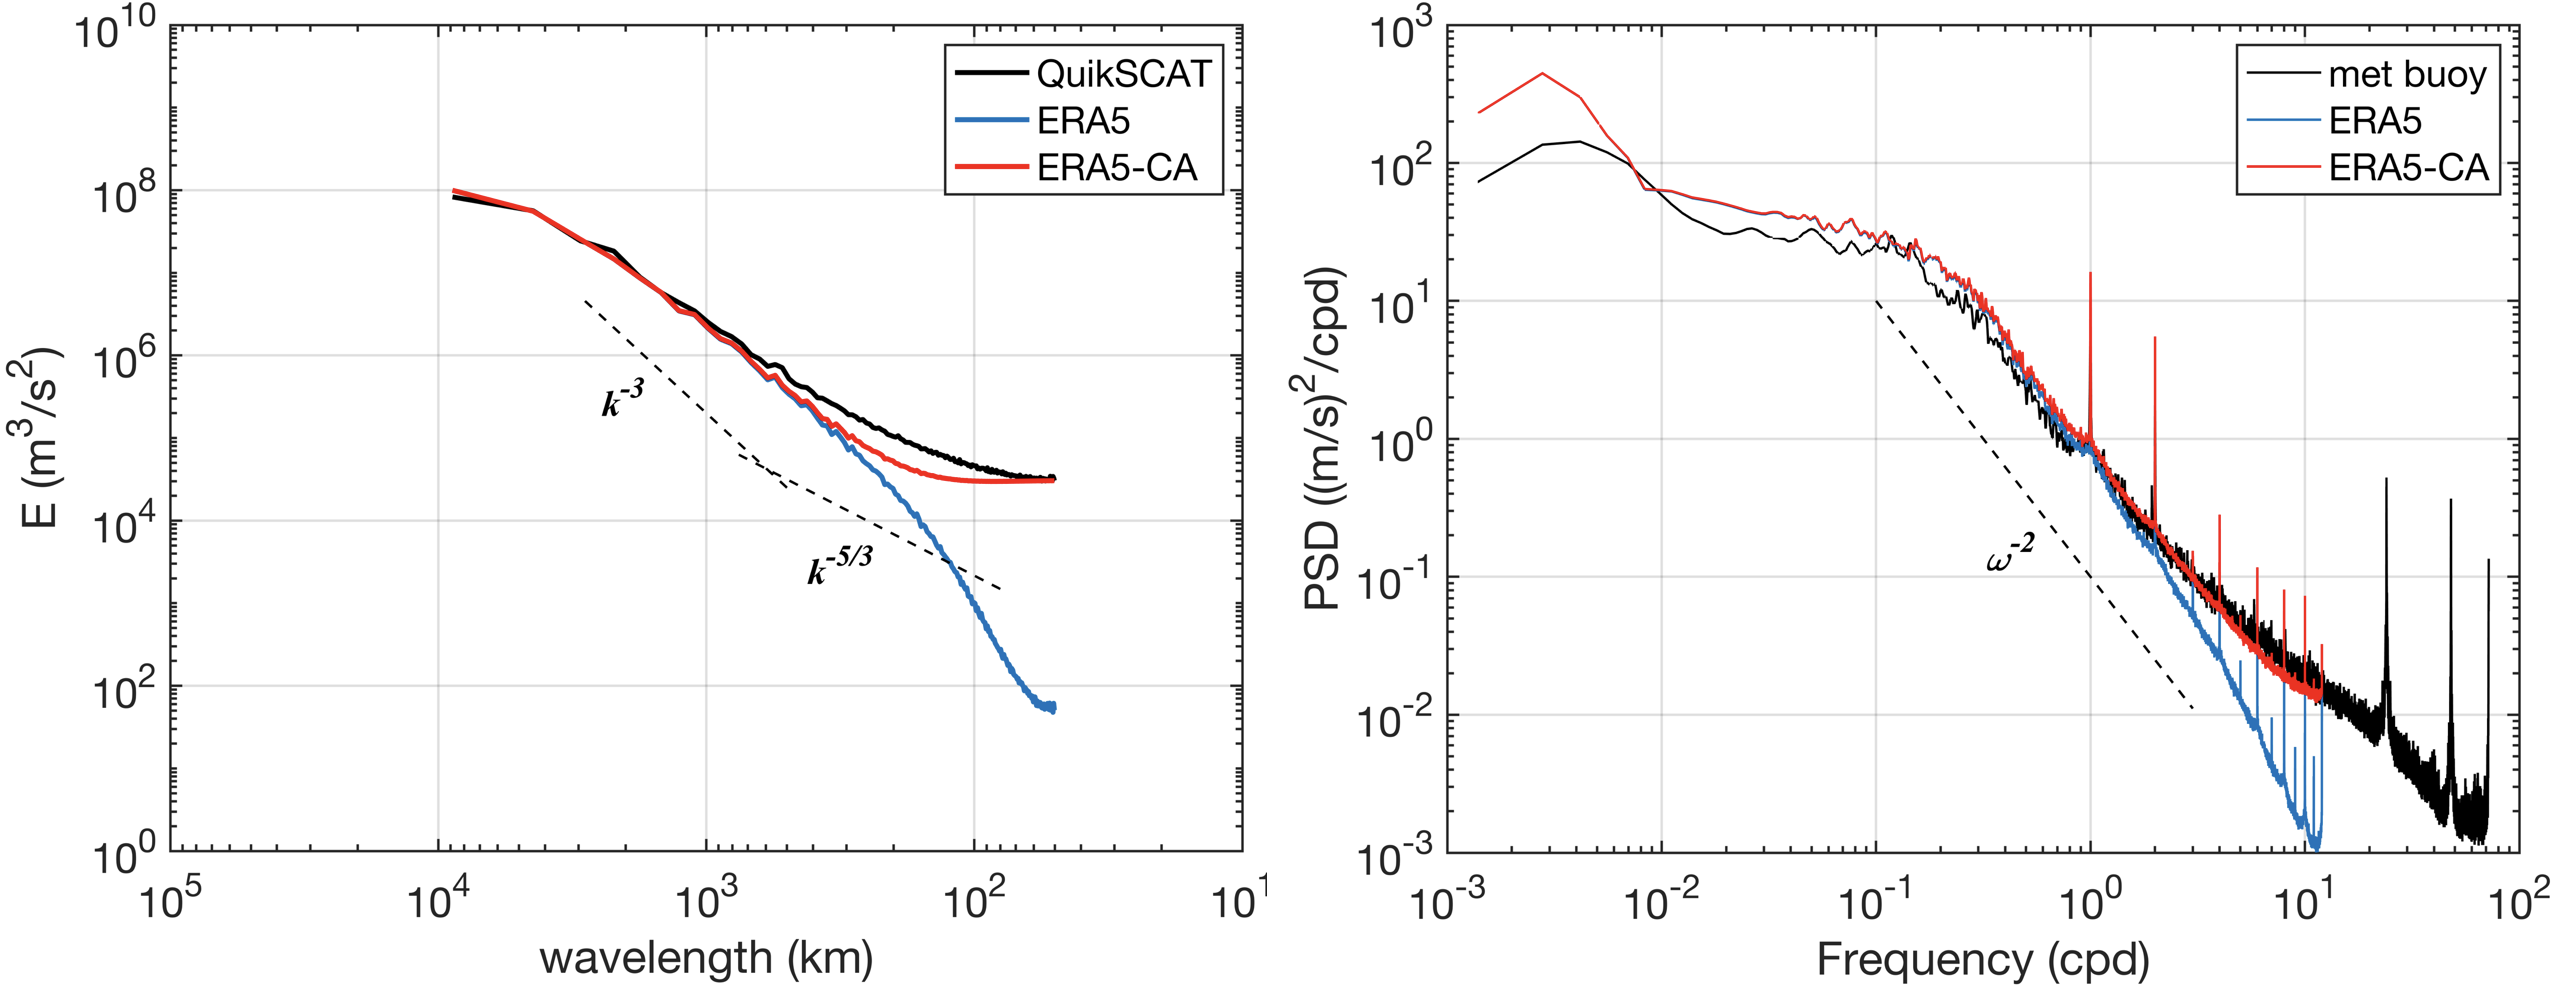 10^10
10^8
10^6
10^4
10^2
10^0
E (m^3/s^2)
QuikSCAT
ERA5
ERA5-CA
k^-3
k^-5/3
10^5
10^4
10^3
10^2
10^1
wavelength (km)
10^3
10^2
10^1
10^0
10^-1
10^-2
10^-3
PSD ((m/s)^2/cpd)
met buoy
ERA5
ERA5-CA
ω^-2
10^-3
10^-2
10^-1
10^0
10^1
10^2
Frequency (cpd)